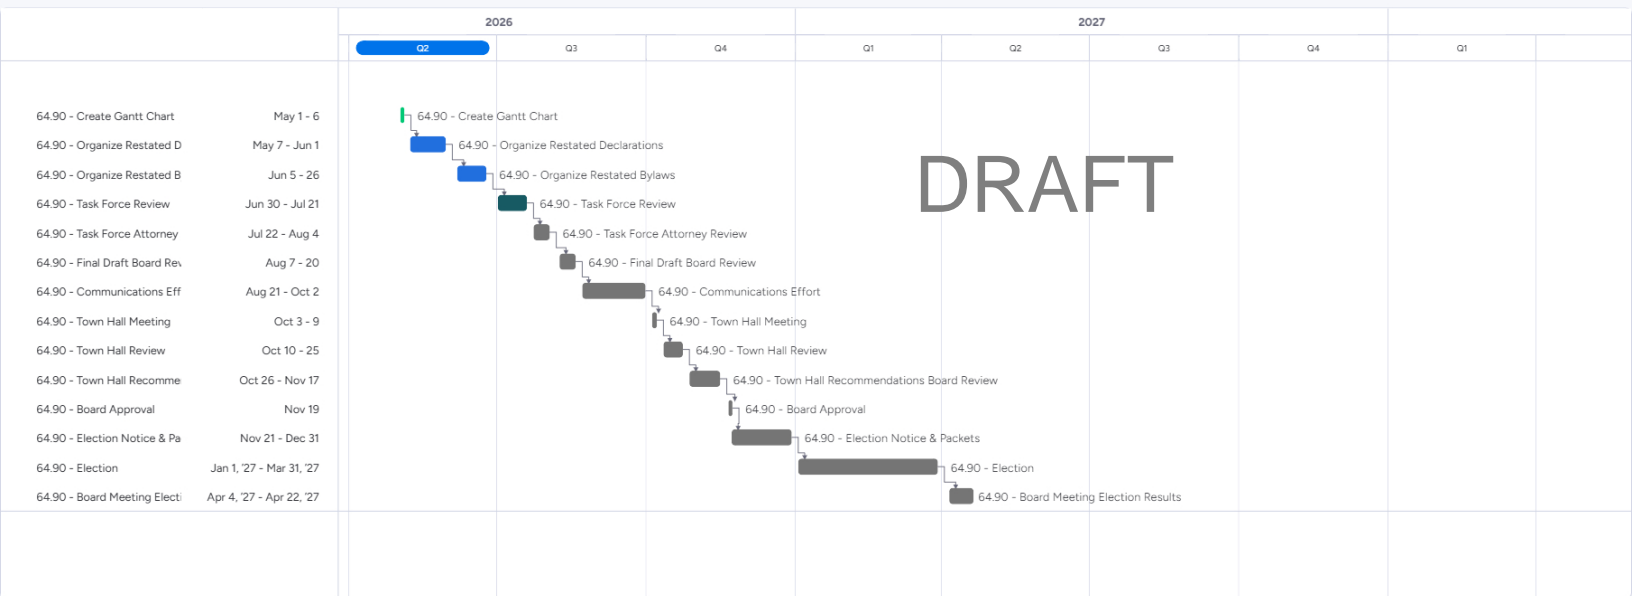 2026 2027
Q2 Q3 Q4 Q1 Q2 Q3 Q4 Q1
64.90 - Create Gantt Chart May 1 - 6 64.90 - Create Gantt Chart
64.90 - Organize Restated D May 7 - Jun 1 64.90 - Organize Restated Declarations
DRAFT
64.90 - Organize Restated B Jun 5 - 26 64.90 - Organize Restated Bylaws
64.90 - Task Force Review Jun 30 - Jul 21 64.90 - Task Force Review
64.90 - Task Force Attorney Jul 22 - Aug 4 64.90 - Task Force Attorney Review
64.90 - Final Draft Board Rev Aug 7 - 20 64.90 - Final Draft Board Review
64.90 - Communications Eff Aug 21 - Oct 2 64.90 - Communications Effort
64.90 - Town Hall Meeting Oct 3 - 9 64.90 - Town Hall Meeting
64.90 - Town Hall Review Oct 10 - 25 64.90 - Town Hall Review
64.90 - Town Hall Recomme Oct 26 - Nov 17 64.90 - Town Hall Recommendations Board Review
64.90 - Board Approval Nov 19 64.90 - Board Approval
64.90 - Election Notice & Pa Nov 21 - Dec 31 64.90 - Election Notice & Packets
64.90 - Election Jan 1, '27 - Mar 31, '27 64.90 - Election
64.90 - Board Meeting Electi Apr 4, '27 - Apr 22, '27 64.90 - Board Meeting Election Results